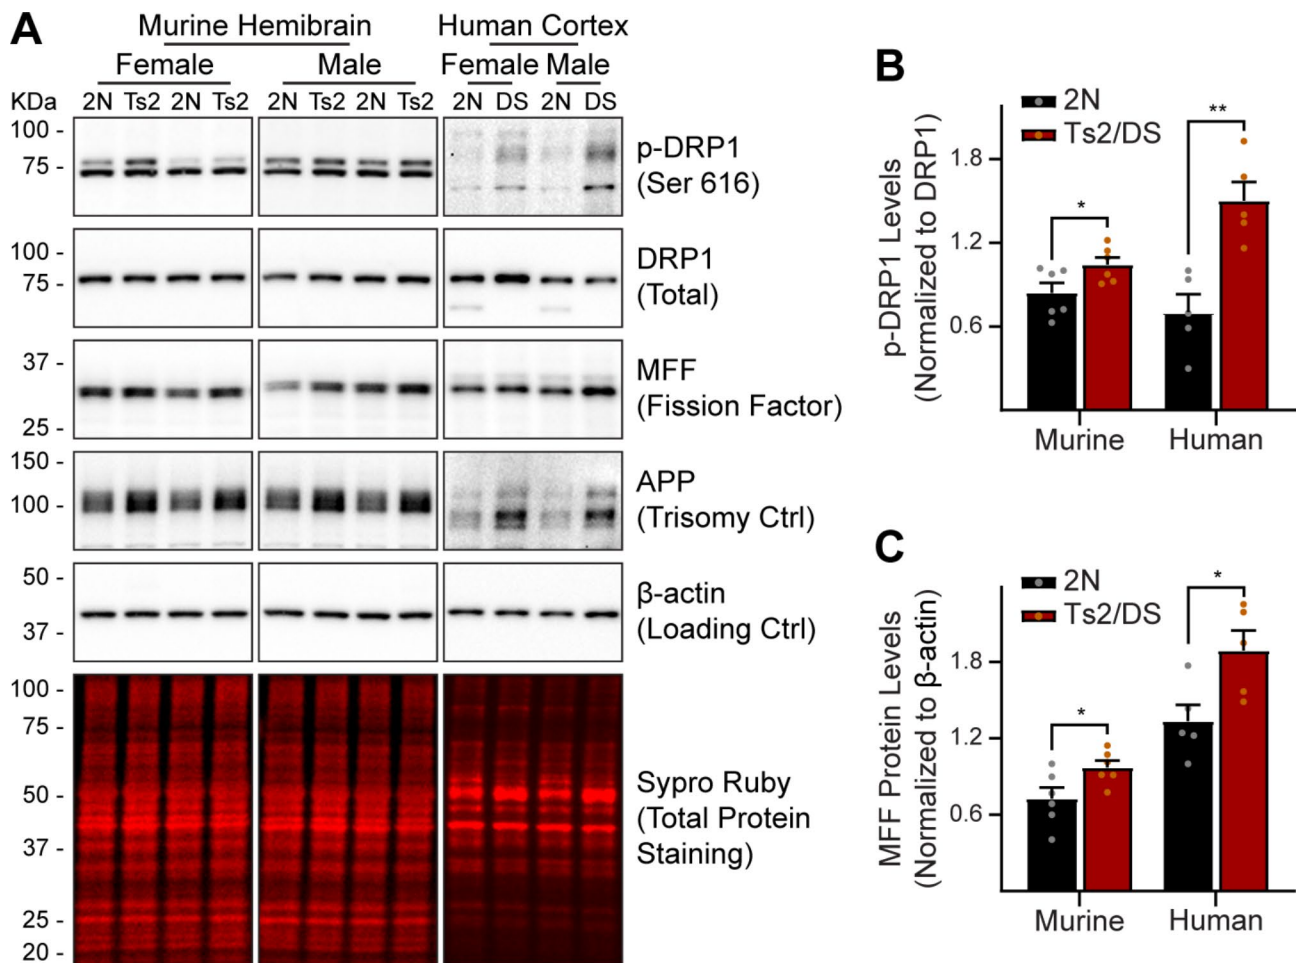 A
Murine Hemibrain
Human Cortex
Female
Male
Female Male
KDa 2N Ts2 2N Ts2 2N Ts2 2N Ts2 2N DS 2N DS
100 -
75 -
p-DRP1
(Ser 616)
100 -
75 -
DRP1
(Total)
37 -
25 -
MFF
(Fission Factor)
150 -
100 -
APP
(Trisomy Ctrl)
50 -
37 -
β-actin
(Loading Ctrl)
100 -
75 -
50 -
37 -
25 -
20 -
Sypro Ruby
(Total Protein
Staining)
B
2N
Ts2/DS
p-DRP1 Levels
(Normalized to DRP1)
1.8
1.2
0.6
*
**
Murine
Human
C
2N
Ts2/DS
MFF Protein Levels
(Normalized to β-actin)
1.8
1.2
0.6
*
*
Murine
Human